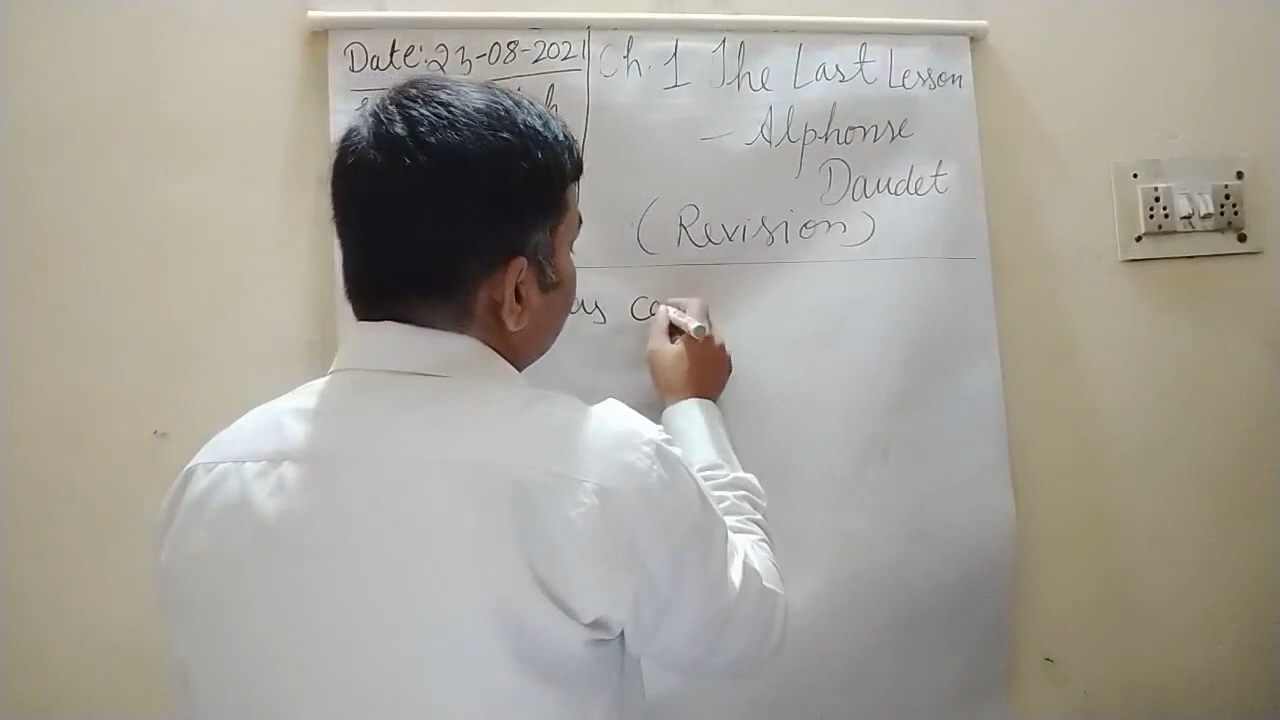 Date: 23-08-2021
Ch. 1 The Last Lesson
- Alphonse
Daudet
(Revision)